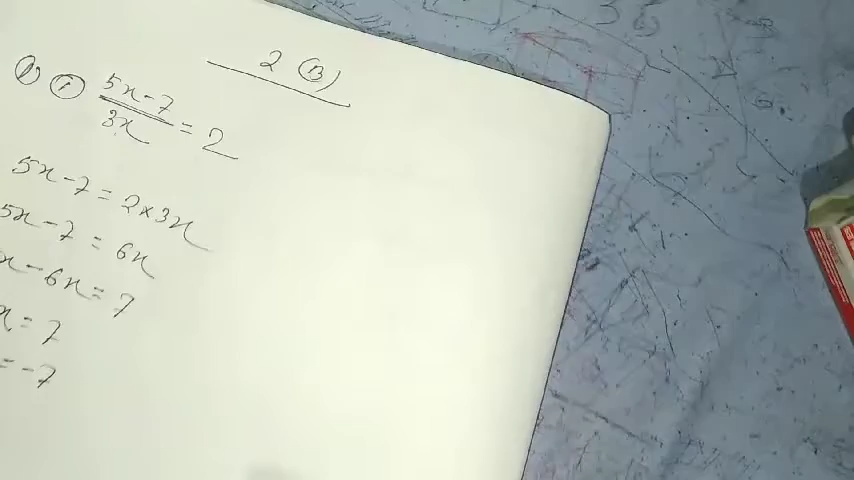 2 (B)
(1) (i) (5x-7)/3x = 2
5x-7 = 2×3x
5x-7 = 6x
x-6x = 7
x = 7
= -7